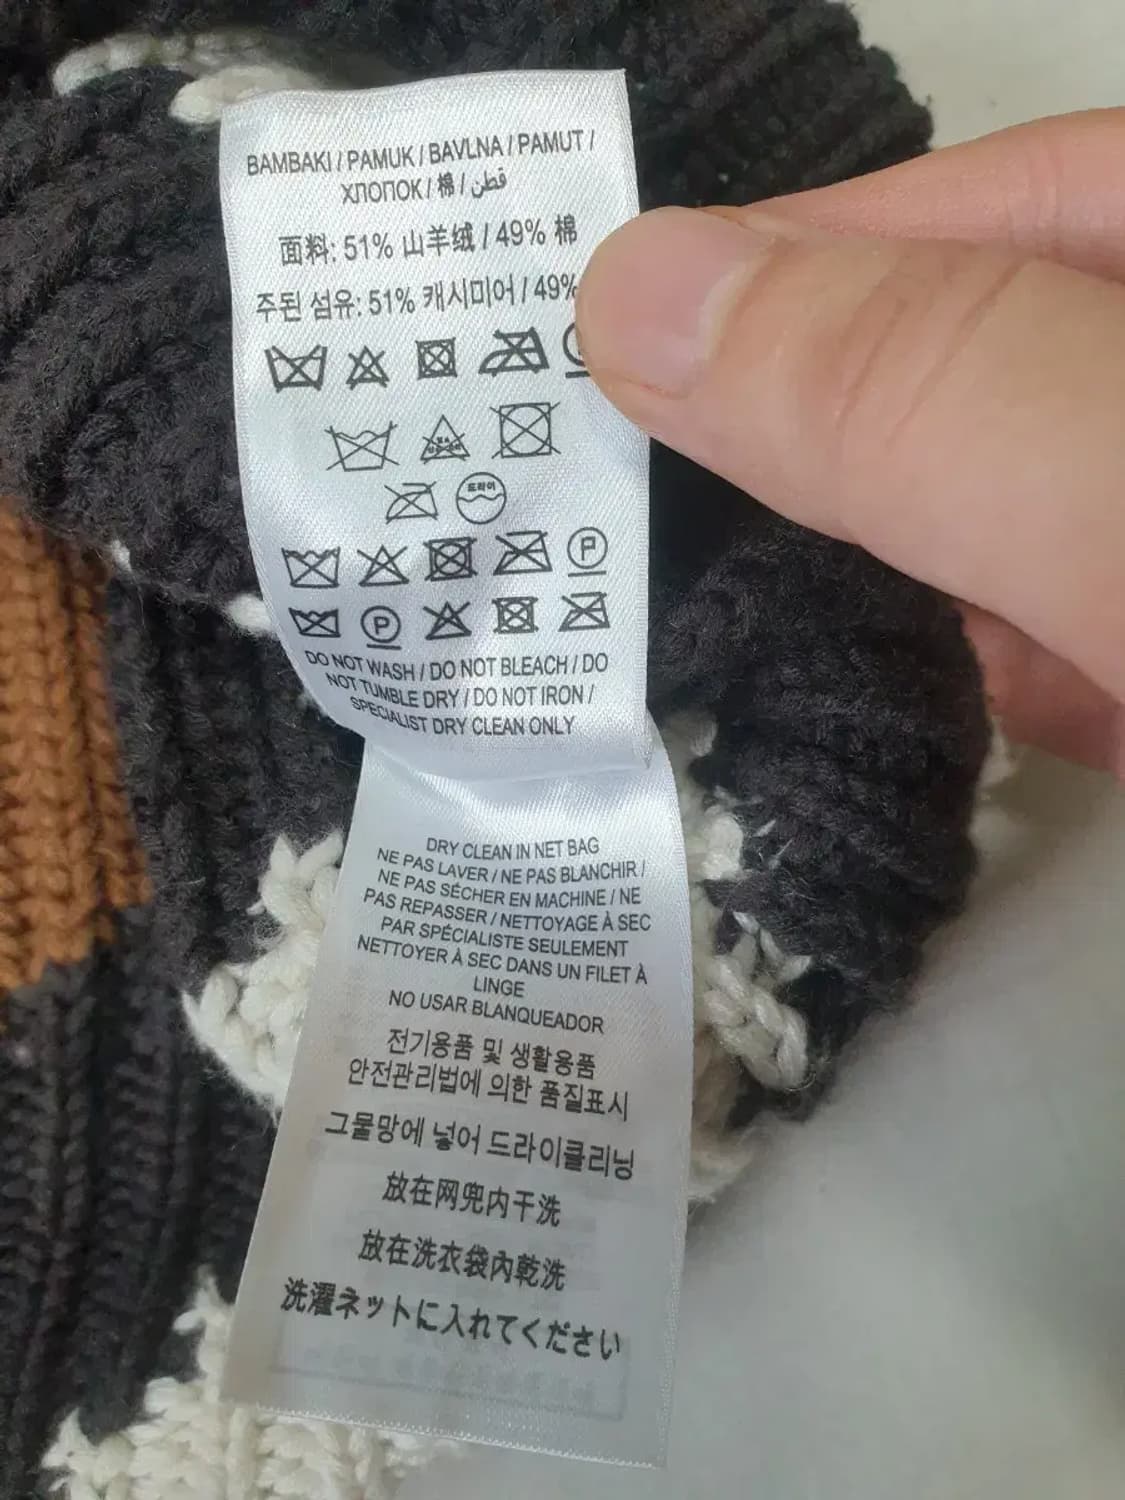 BAMBAKI / PAMUK / BAVLNA / PAMUT /
ХЛОПОК / 棉 / قطن
面料: 51% 山羊绒 / 49% 棉
주된 섬유: 51% 캐시미어 / 49%
드라이
P
P
DO NOT WASH / DO NOT BLEACH / DO
NOT TUMBLE DRY / DO NOT IRON /
SPECIALIST DRY CLEAN ONLY
DRY CLEAN IN NET BAG
NE PAS LAVER / NE PAS BLANCHIR /
NE PAS SÉCHER EN MACHINE / NE
PAS REPASSER / NETTOYAGE À SEC
PAR SPÉCIALISTE SEULEMENT
NETTOYER À SEC DANS UN FILET À
LINGE
NO USAR BLANQUEADOR
전기용품 및 생활용품
안전관리법에 의한 품질표시
그물망에 넣어 드라이클리닝
放在网兜内干洗
放在洗衣袋內乾洗
洗濯ネットに入れてください